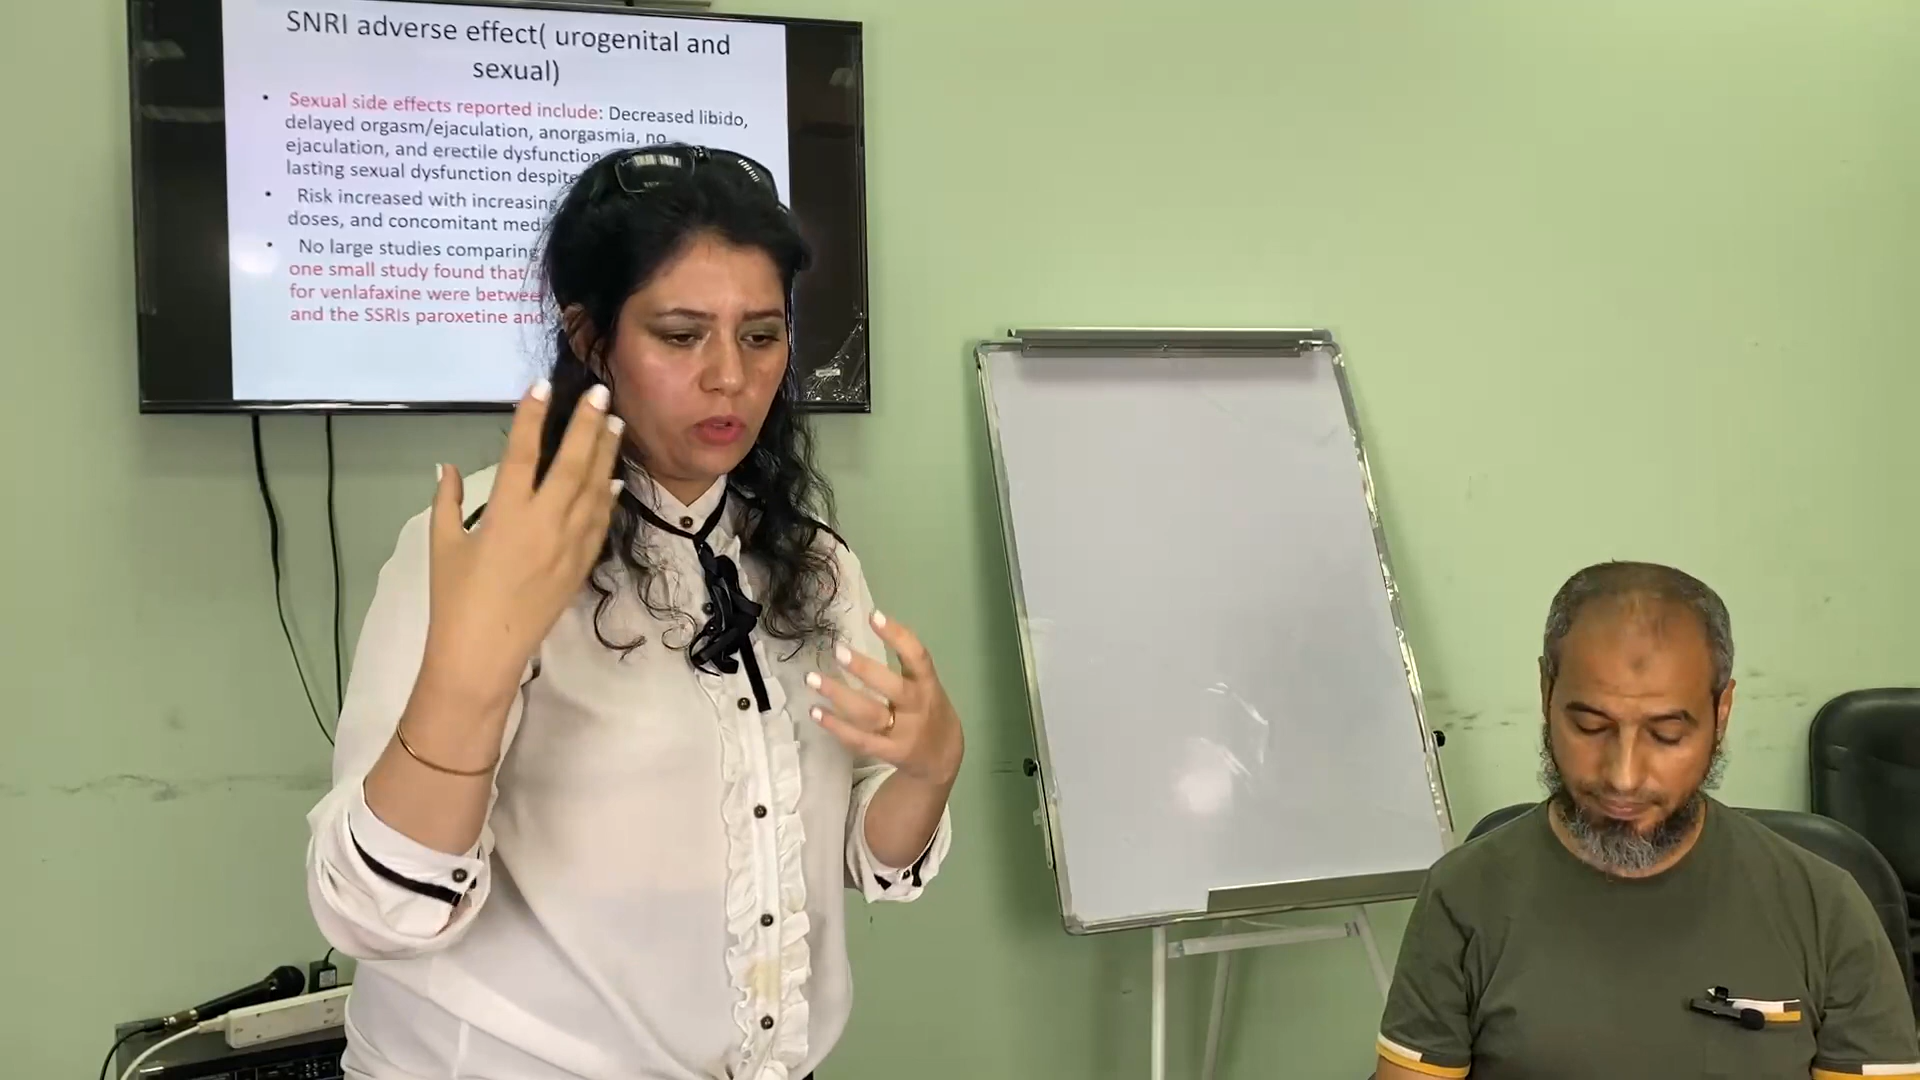 SNRI adverse effect( urogenital and
sexual)
• Sexual side effects reported include: Decreased libido,
delayed orgasm/ejaculation, anorgasmia, no
ejaculation, and erectile dysfunction
lasting sexual dysfunction despite
• Risk increased with increasing
doses, and concomitant
• No large studies comparing
one small study found that
for venlafaxine were between
and the SSRIs paroxetine and